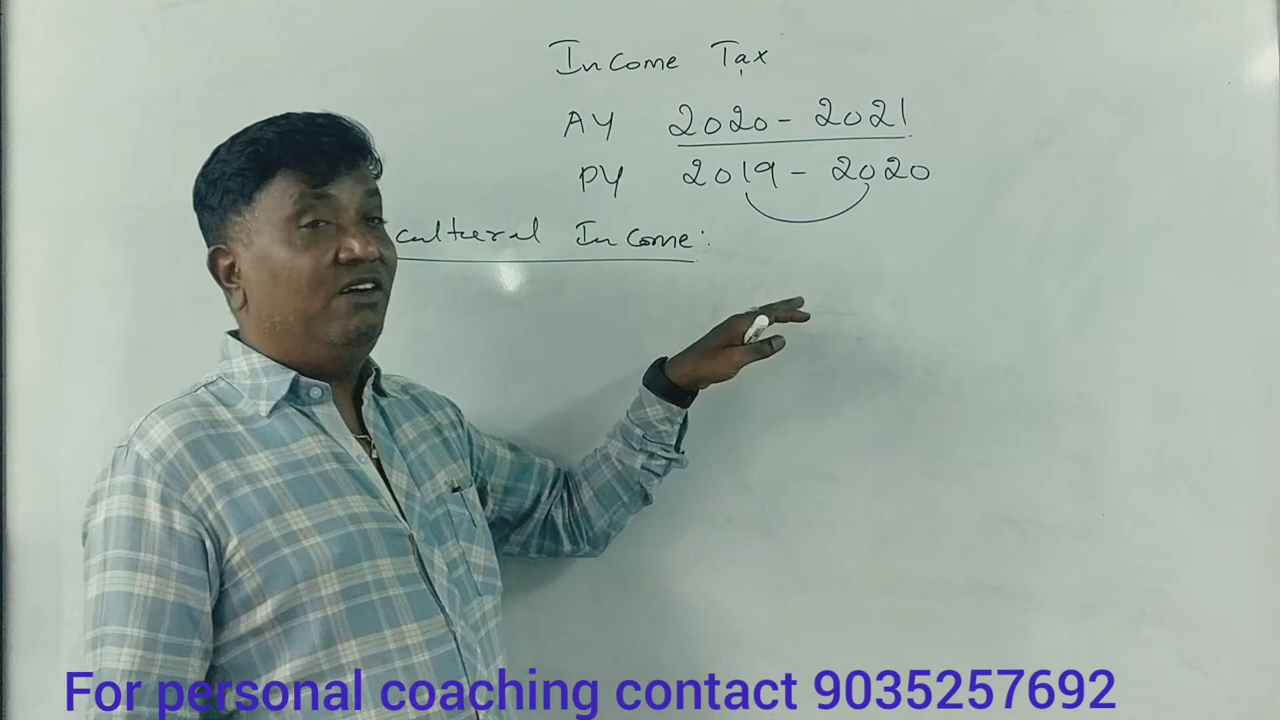 Income Tax
AY 2020 - 2021
PY 2019 - 2020
cultural Income:
For personal coaching contact 9035257692